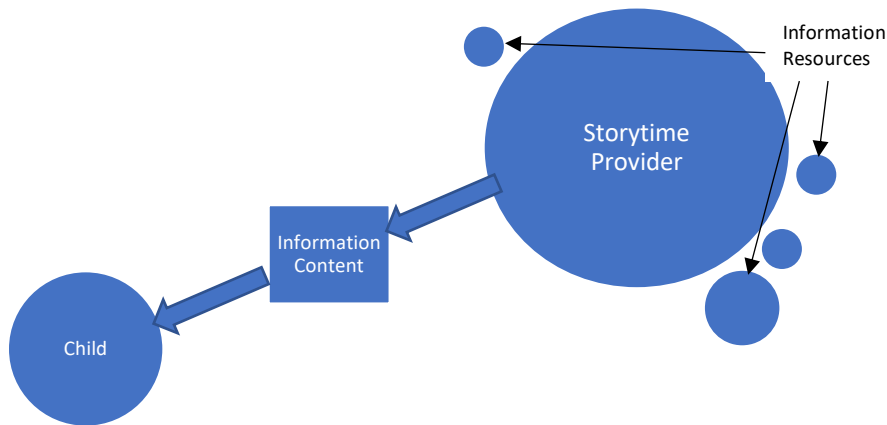 Information
Resources
Storytime
Provider
Information
Content
Child